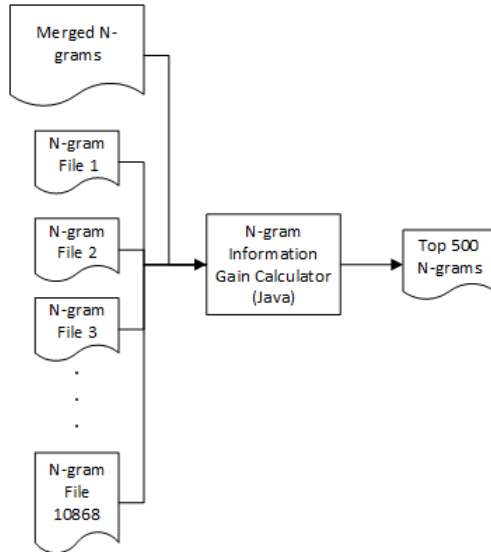 Merged N-
grams
N-gram
File 1
N-gram
File 2
N-gram
File 3
.
.
.
N-gram
File
10868
N-gram
Information
Gain Calculator
(Java)
Top 500
N-grams